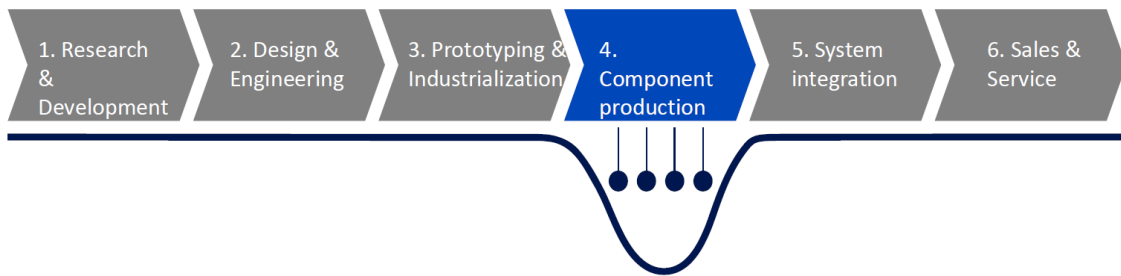 1. Research
&
Development
2. Design &
Engineering
3. Prototyping &
Industrialization
4.
Component
production
5. System
integration
6. Sales &
Service